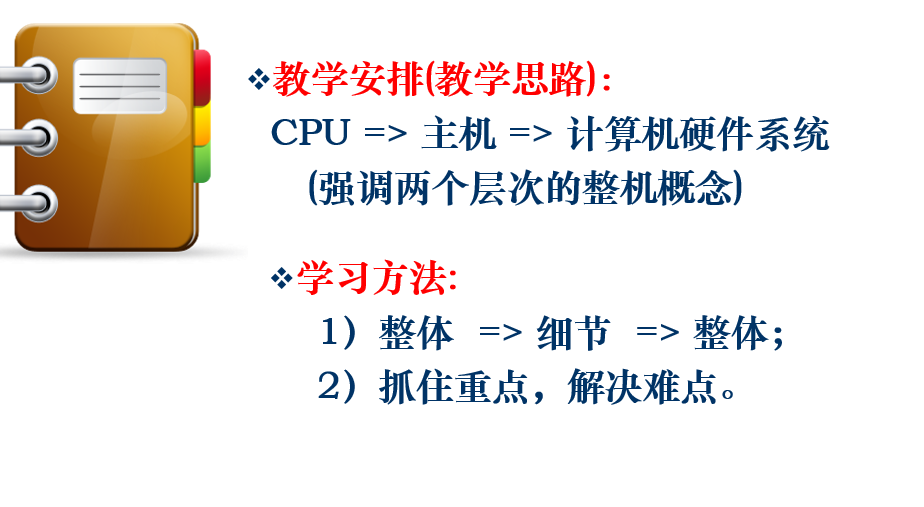 ❖教学安排(教学思路)：
CPU => 主机 => 计算机硬件系统
(强调两个层次的整机概念)
❖学习方法:
1）整体 => 细节 => 整体；
2）抓住重点，解决难点。